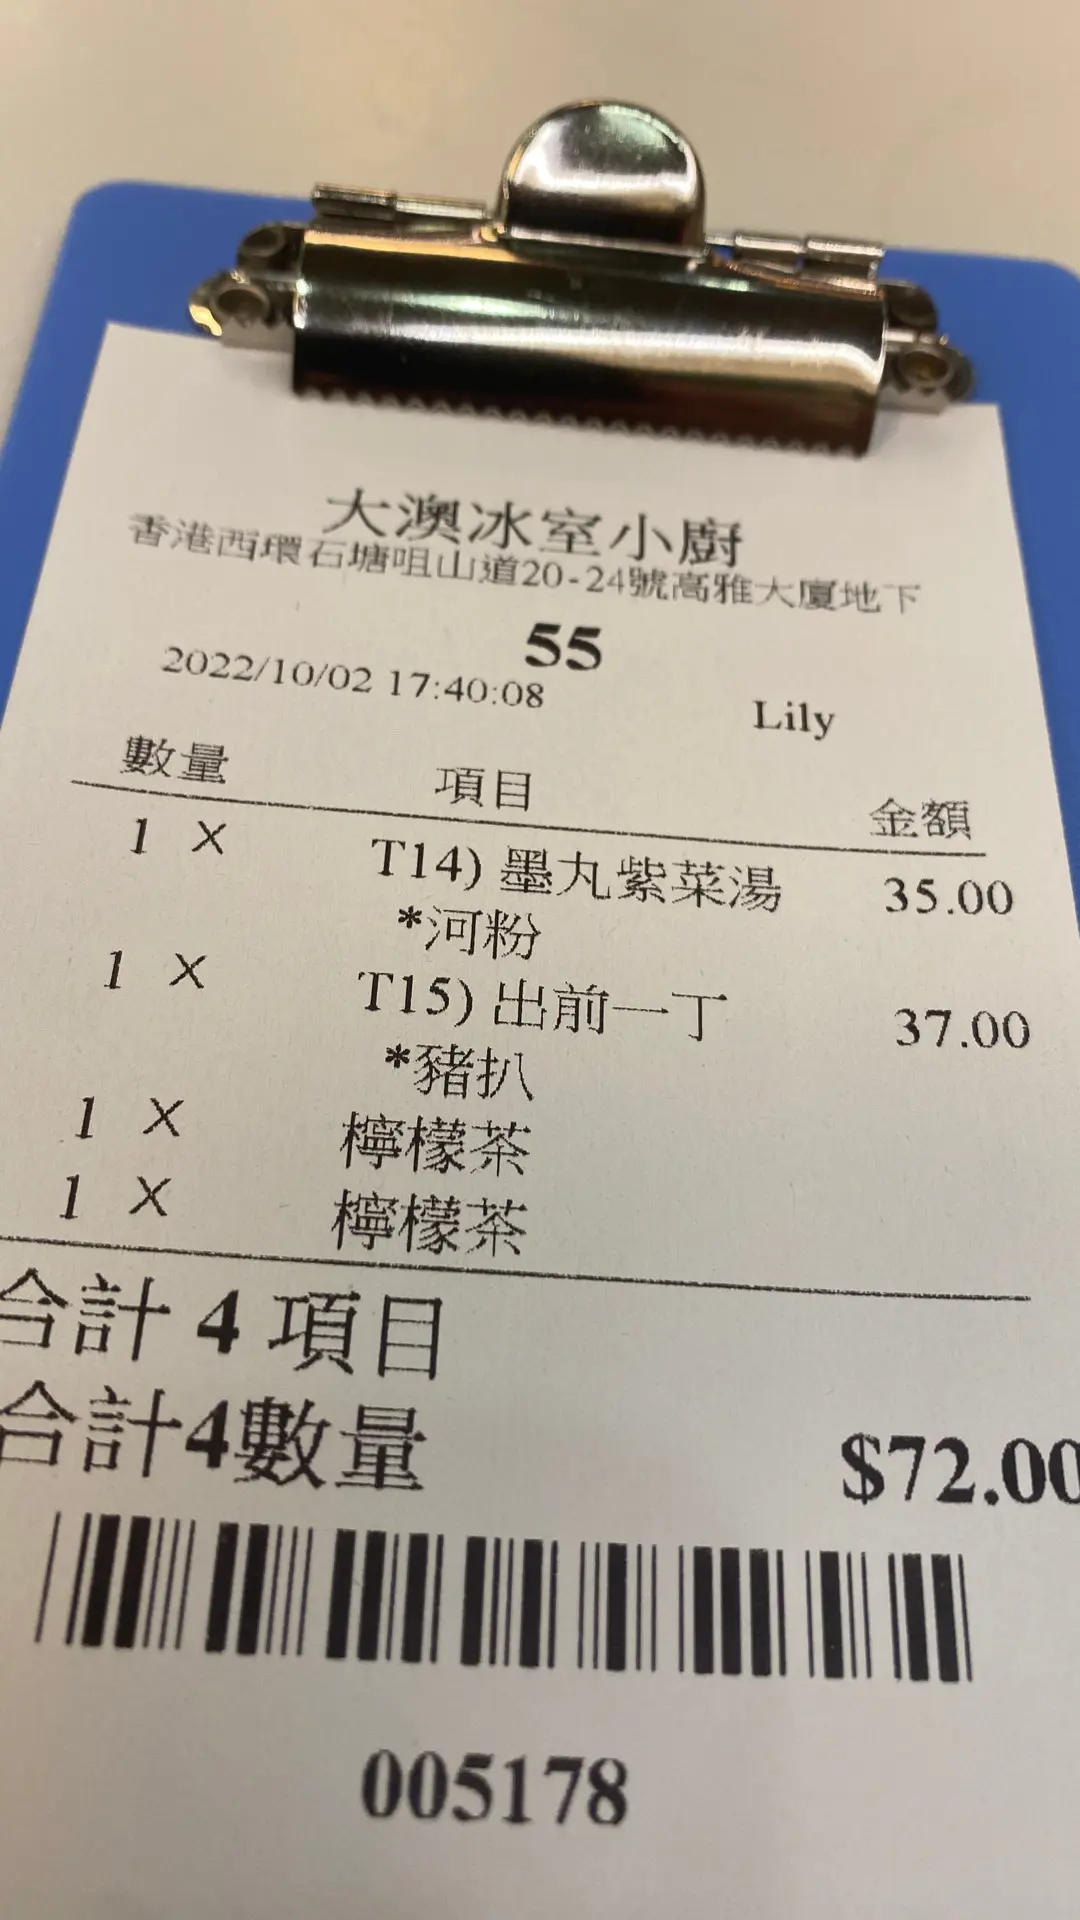 大澳冰室小廚
香港西環石塘咀山道20-24號高雅大廈地下
55
2022/10/02 17:40:08 Lily
數量 項目 金額
1 X T14) 墨丸紫菜湯 35.00
*河粉
1 X T15) 出前一丁 37.00
*豬扒
1 X 檸檬茶
1 X 檸檬茶
合計 4 項目
合計4數量 $72.00
005178